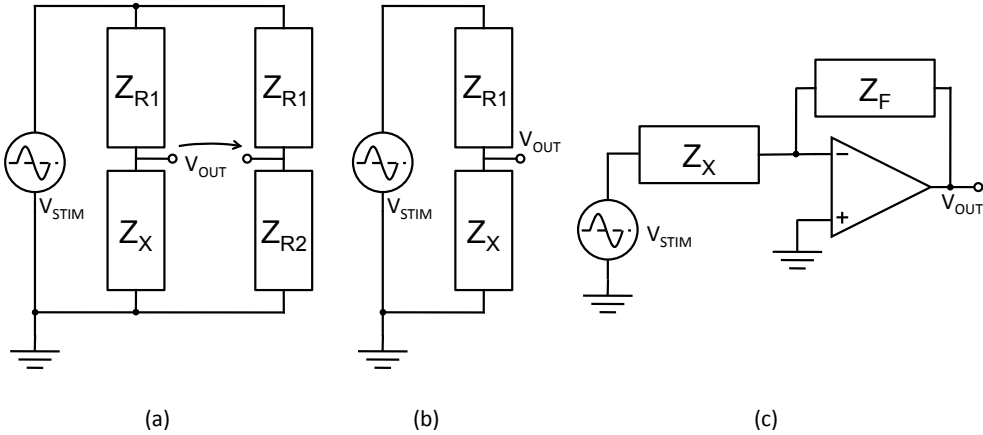 Z_R1
Z_R1
V_OUT
V_STIM
Z_X
Z_R2
(a)
Z_R1
V_OUT
V_STIM
Z_X
(b)
Z_F
Z_X
−
+
V_OUT
V_STIM
(c)